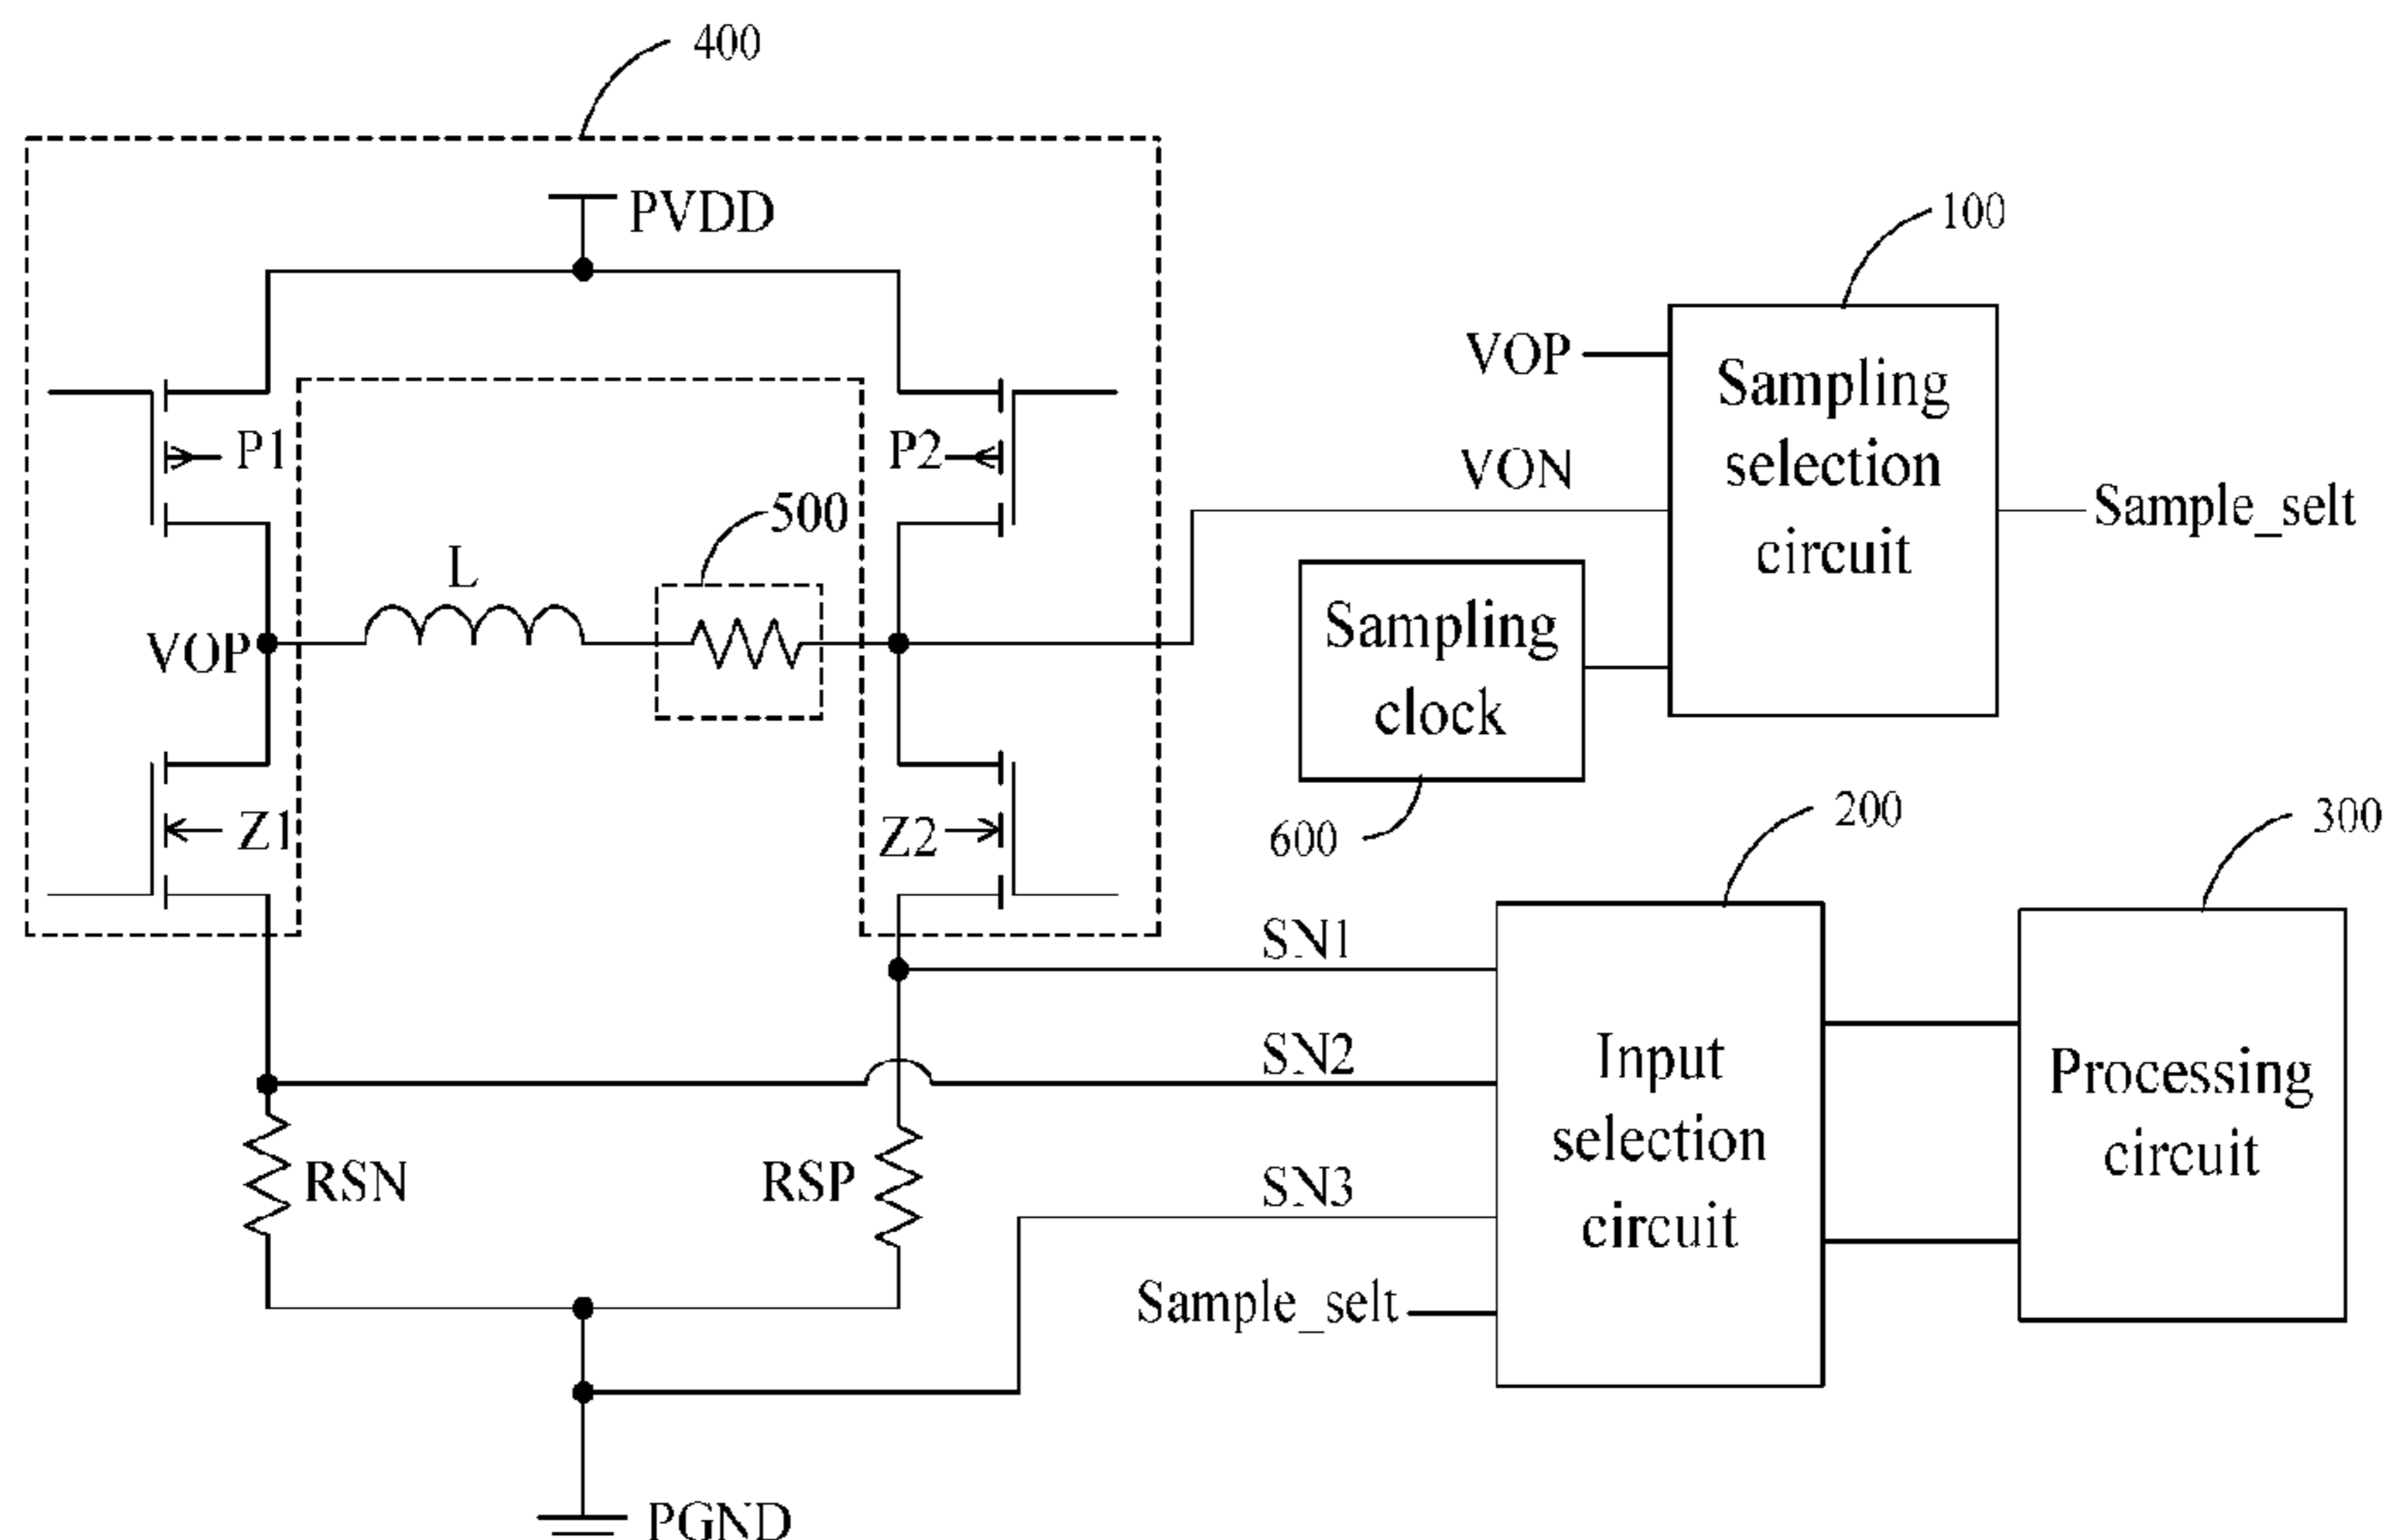 400
PVDD
100
VOP
Sampling
selection
circuit
VON
Sample_selt
P1
P2
500
L
Sampling
clock
VOP
600
Z1
Z2
200
300
SN1
SN2
SN3
Input
selection
circuit
Processing
circuit
RSN
RSP
Sample_selt
PGND